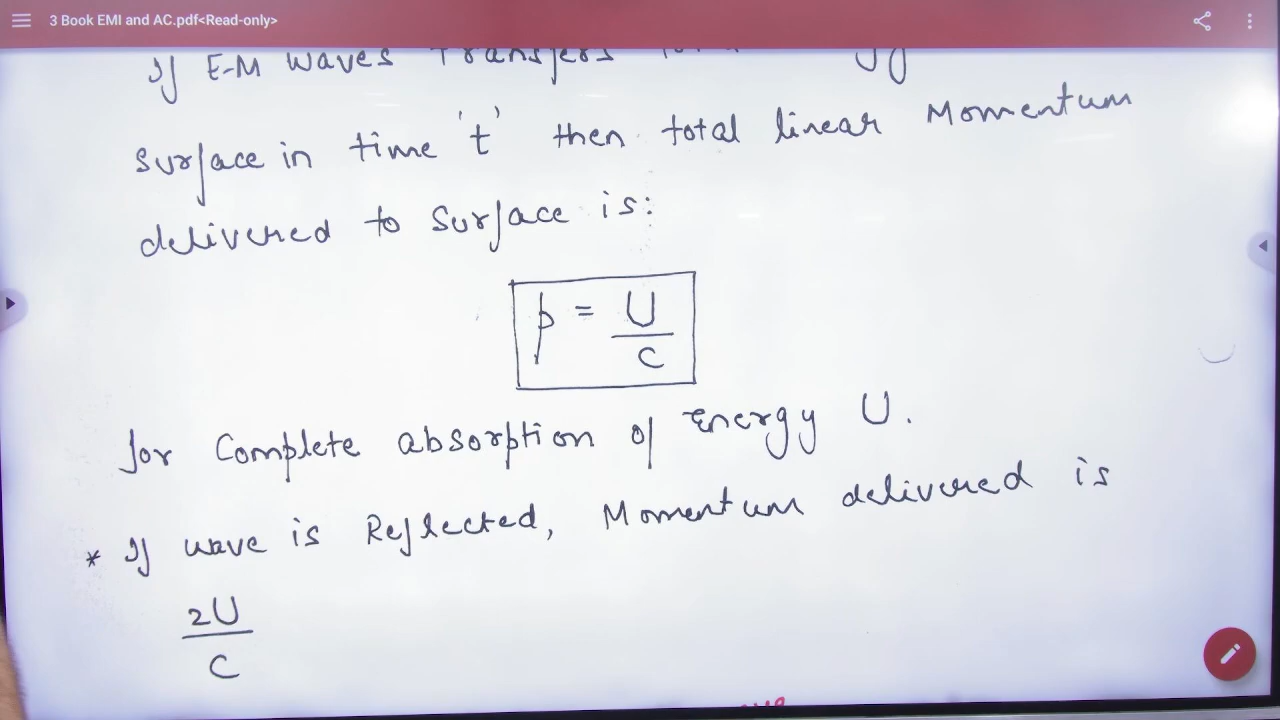 3 Book EMI and AC.pdf<Read-only>
If E-M waves Transfers
surface in time 't' then total linear Momentum
delivered to surface is:
p = U/C
for Complete absorption of energy U.
* If wave is Reflected, Momentum delivered is
2U/C